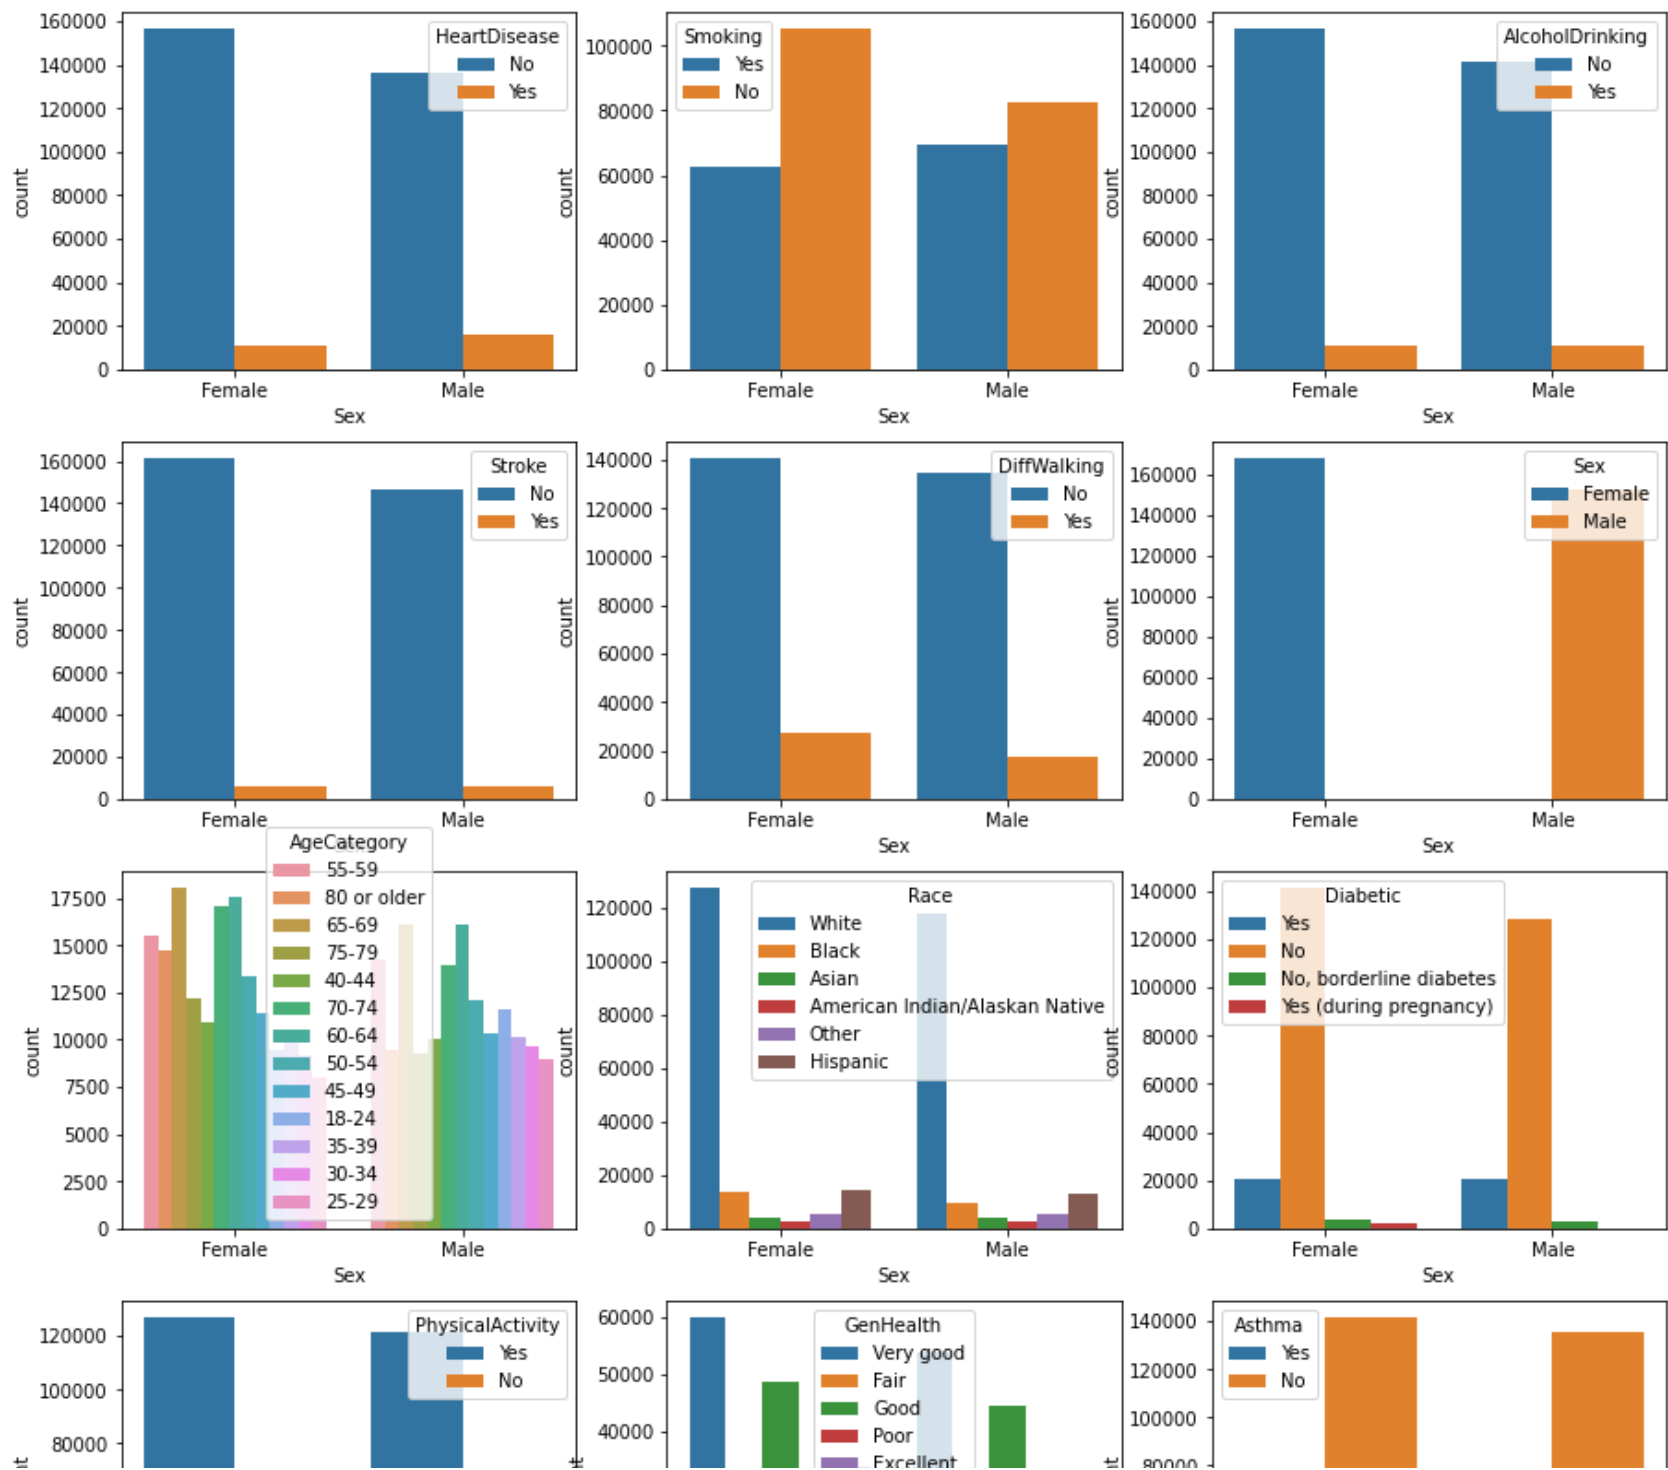 HeartDisease
No
Yes
160000
140000
120000
100000
80000
60000
40000
20000
0
count
Female Male
Sex
Smoking
Yes
No
100000
80000
60000
40000
20000
0
count
Female Male
Sex
AlcoholDrinking
No
Yes
160000
140000
120000
100000
80000
60000
40000
20000
0
count
Female Male
Sex
Stroke
No
Yes
160000
140000
120000
100000
80000
60000
40000
20000
0
count
Female Male
DiffWalking
No
Yes
140000
120000
100000
80000
60000
40000
20000
0
count
Female Male
Sex
Sex
Female
Male
160000
140000
120000
100000
80000
60000
40000
20000
0
count
Female Male
Sex
AgeCategory
55-59
80 or older
65-69
75-79
40-44
70-74
60-64
50-54
45-49
18-24
35-39
30-34
25-29
17500
15000
12500
10000
7500
5000
2500
0
count
Female Male
Sex
Race
White
Black
Asian
American Indian/Alaskan Native
Other
Hispanic
120000
100000
80000
60000
40000
20000
0
count
Female Male
Sex
Diabetic
Yes
No
No, borderline diabetes
Yes (during pregnancy)
140000
120000
100000
80000
60000
40000
20000
0
count
Female Male
Sex
PhysicalActivity
Yes
No
120000
100000
80000
GenHealth
Very good
Fair
Good
Poor
Excellent
60000
50000
40000
Asthma
Yes
No
140000
120000
100000
80000